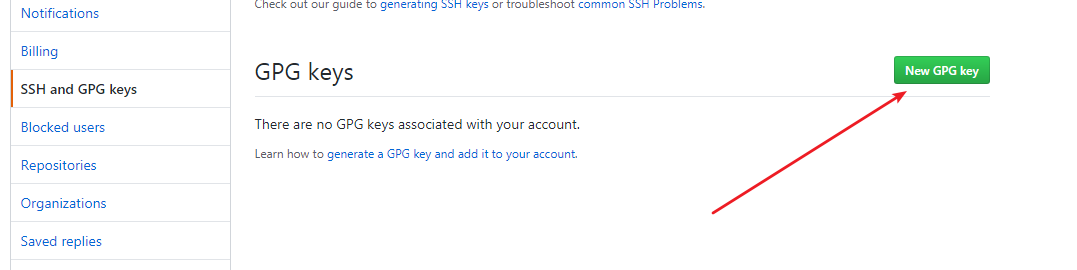 Notifications
Billing
SSH and GPG keys
Blocked users
Repositories
Organizations
Saved replies
Check out our guide to generating SSH keys or troubleshoot common SSH Problems.
GPG keys
New GPG key
There are no GPG keys associated with your account.
Learn how to generate a GPG key and add it to your account.